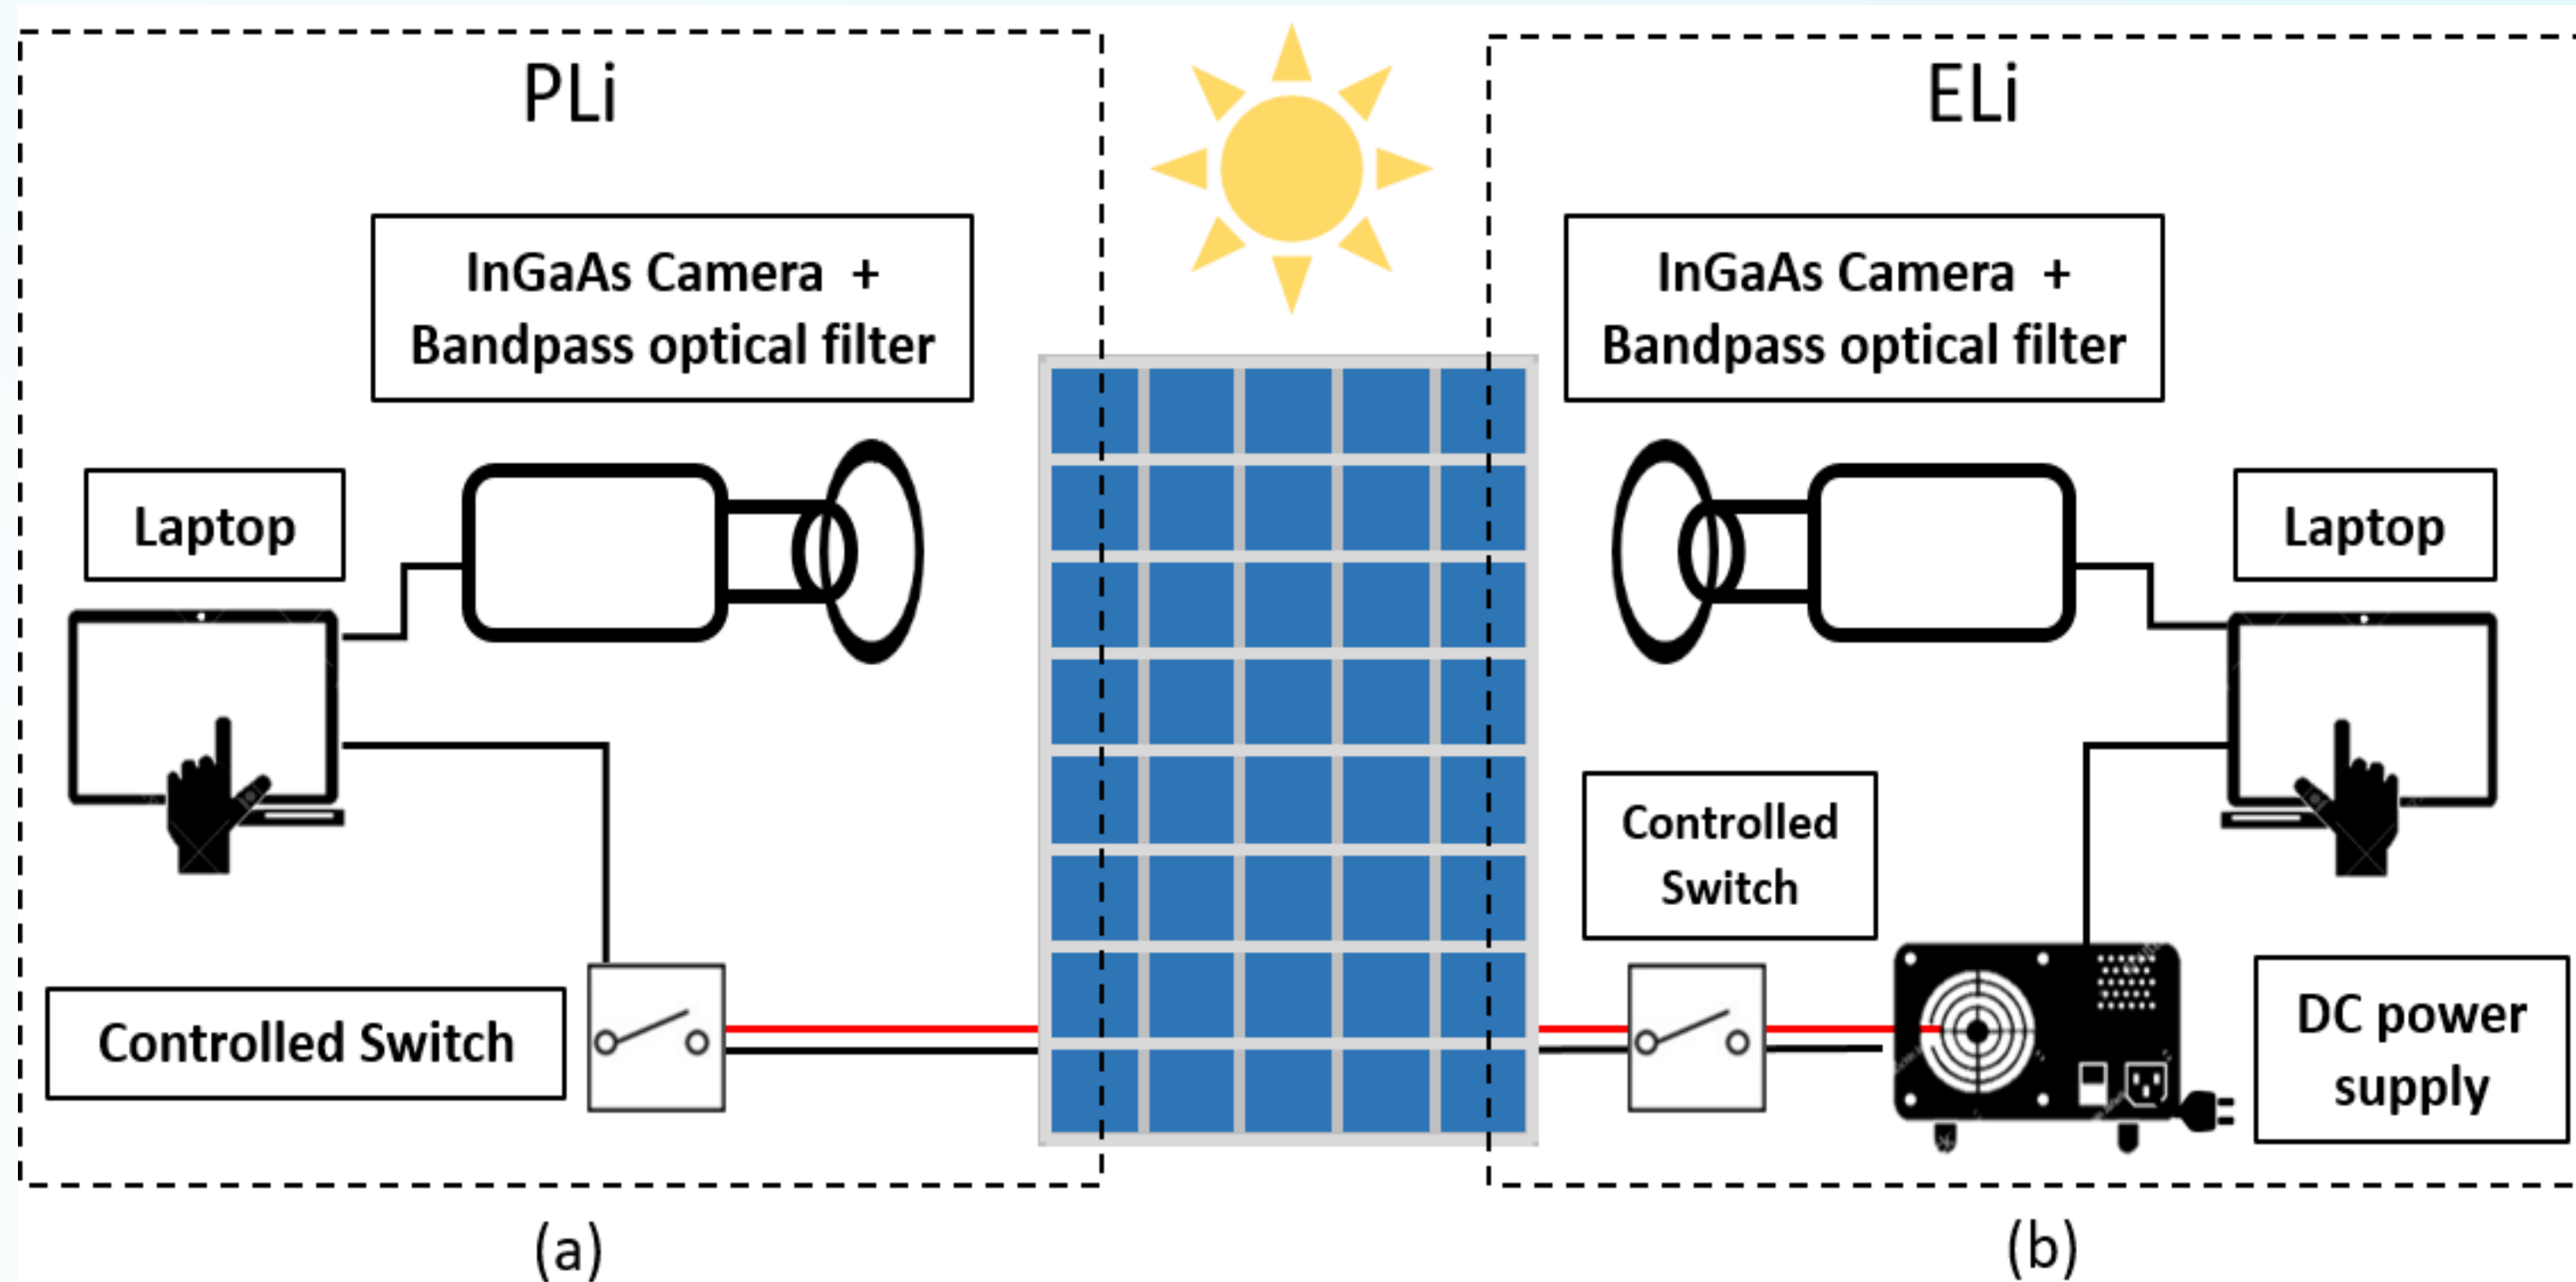 PLi
InGaAs Camera +
Bandpass optical filter
Laptop
Controlled Switch
(a)
ELi
InGaAs Camera +
Bandpass optical filter
Laptop
Controlled
Switch
DC power
supply
(b)